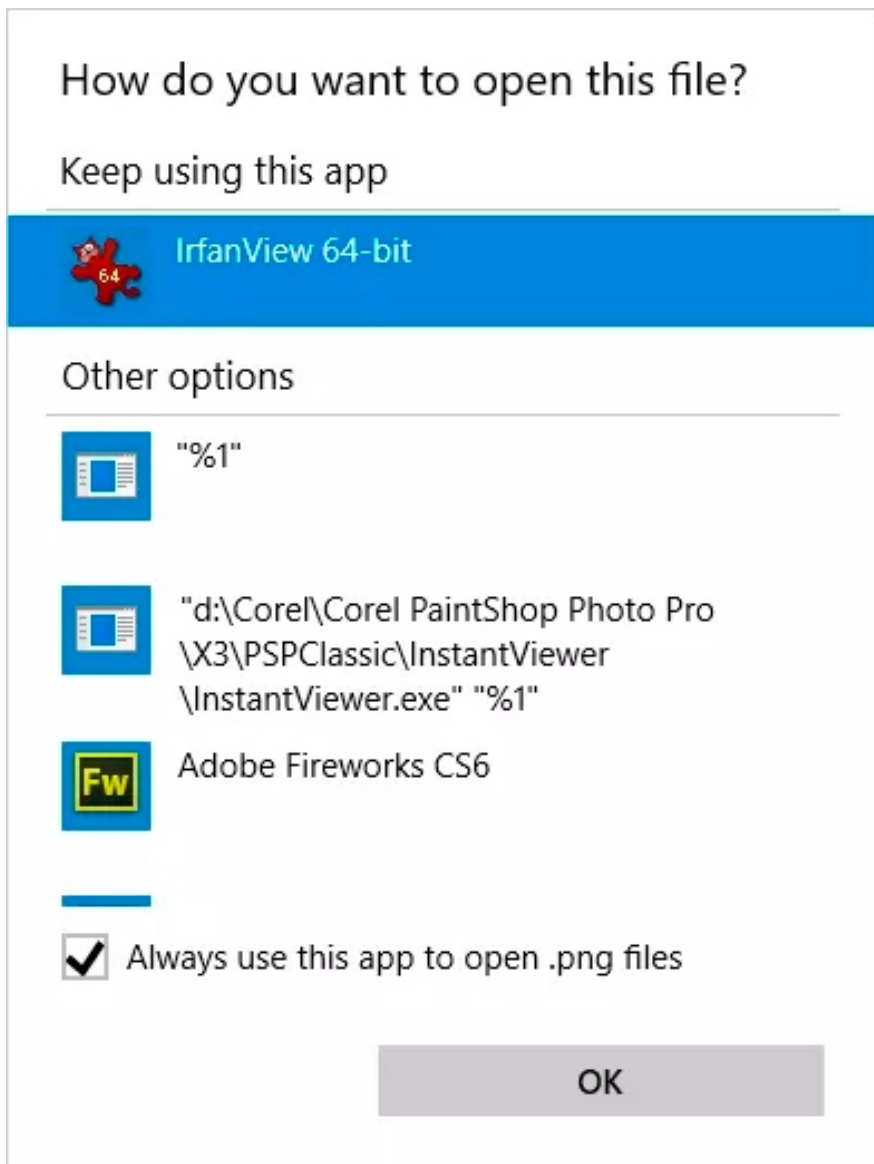 How do you want to open this file?
Keep using this app
64
IrfanView 64-bit
Other options
"%1"
"d:\Corel\Corel PaintShop Photo Pro
\X3\PSPClassic\InstantViewer
\InstantViewer.exe" "%1"
Fw
Adobe Fireworks CS6
Always use this app to open .png files
OK